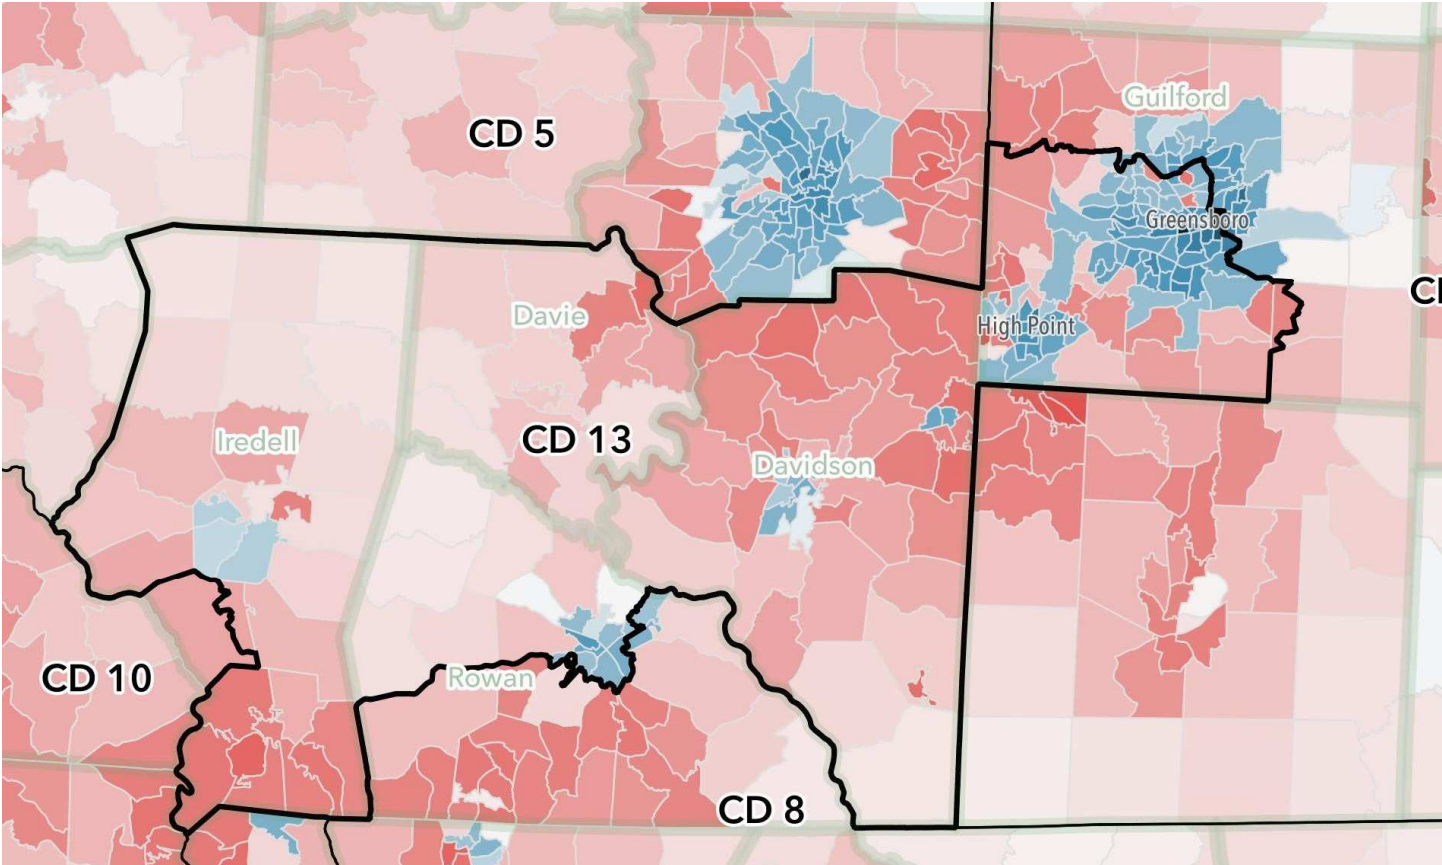 Guilford
CD 5
Greensboro
C
Davie
High Point
Iredell
CD 13
Davidson
CD 10
Rowan
CD 8